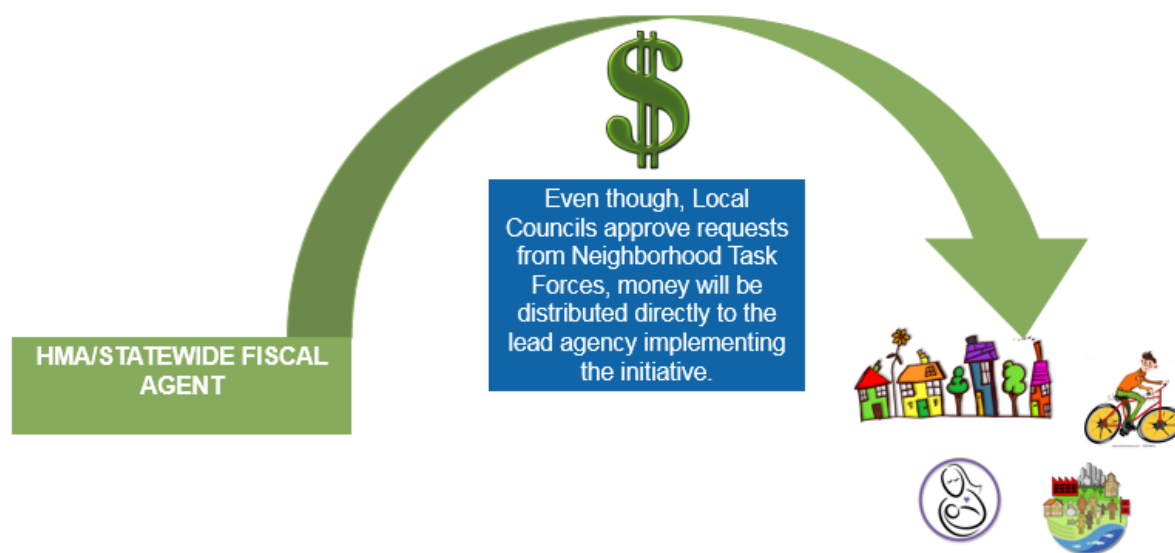 $
Even though, Local
Councils approve requests
from Neighborhood Task
Forces, money will be
distributed directly to the
lead agency implementing
the initiative.
HMA/STATEWIDE FISCAL
AGENT